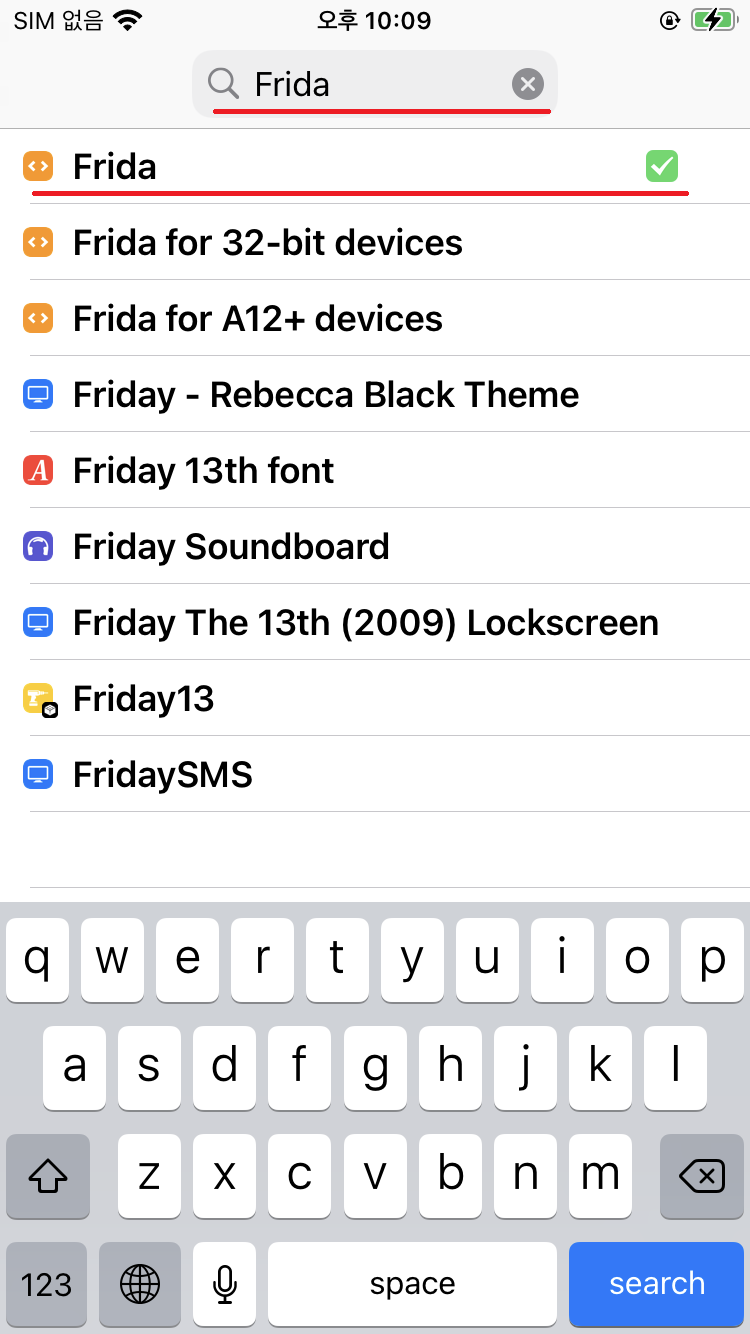 SIM 없음 오후 10:09
Frida
Frida
Frida for 32-bit devices
Frida for A12+ devices
Friday - Rebecca Black Theme
Friday 13th font
Friday Soundboard
Friday The 13th (2009) Lockscreen
Friday13
FridaySMS
q w e r t y u i o p
a s d f g h j k l
z x c v b n m
123 space search